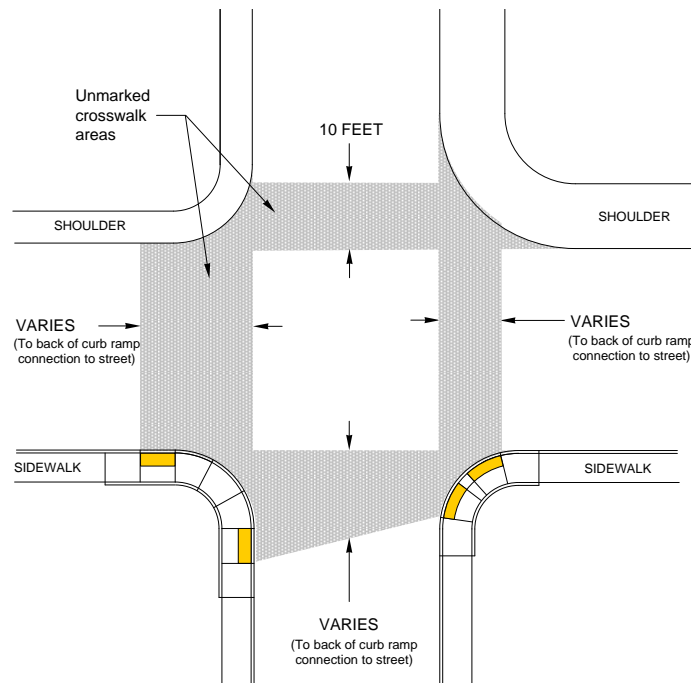 Unmarked
crosswalk
areas
10 FEET
SHOULDER
SHOULDER
VARIES
(To back of curb ramp
connection to street)
VARIES
(To back of curb ramp
connection to street)
SIDEWALK
SIDEWALK
VARIES
(To back of curb ramp
connection to street)